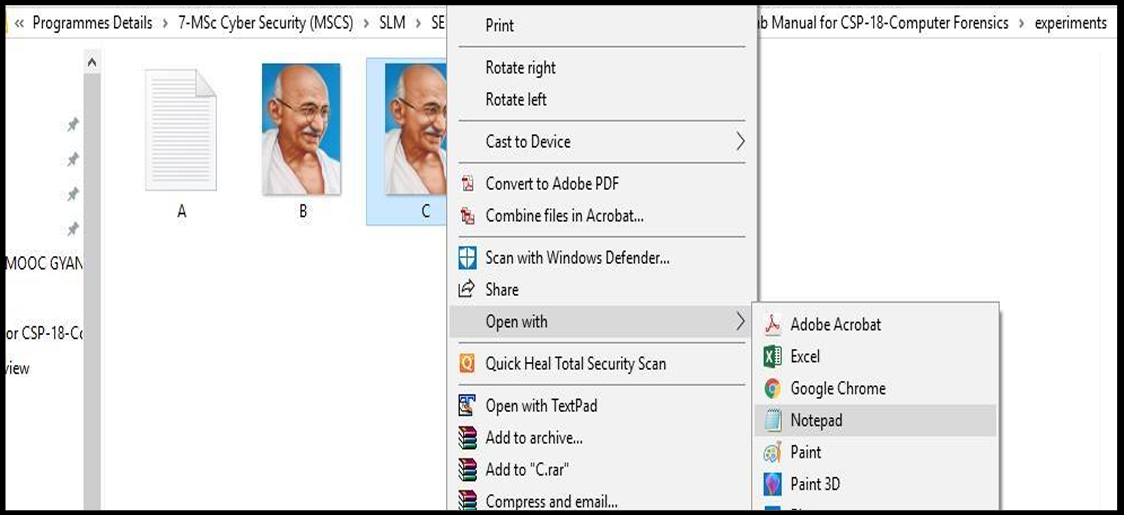 « Programmes Details › 7-MSc Cyber Security (MSCS) › SLM › SE
Manual for CSP-18-Computer Forensics › experiments
A
B
C
MOOC GYAN
or CSP-18-Co
view
Print
Rotate right
Rotate left
Cast to Device
Convert to Adobe PDF
Combine files in Acrobat...
Scan with Windows Defender...
Share
Open with
Quick Heal Total Security Scan
Open with TextPad
Add to archive...
Add to "C.rar"
Compress and email...
Adobe Acrobat
Excel
Google Chrome
Notepad
Paint
Paint 3D